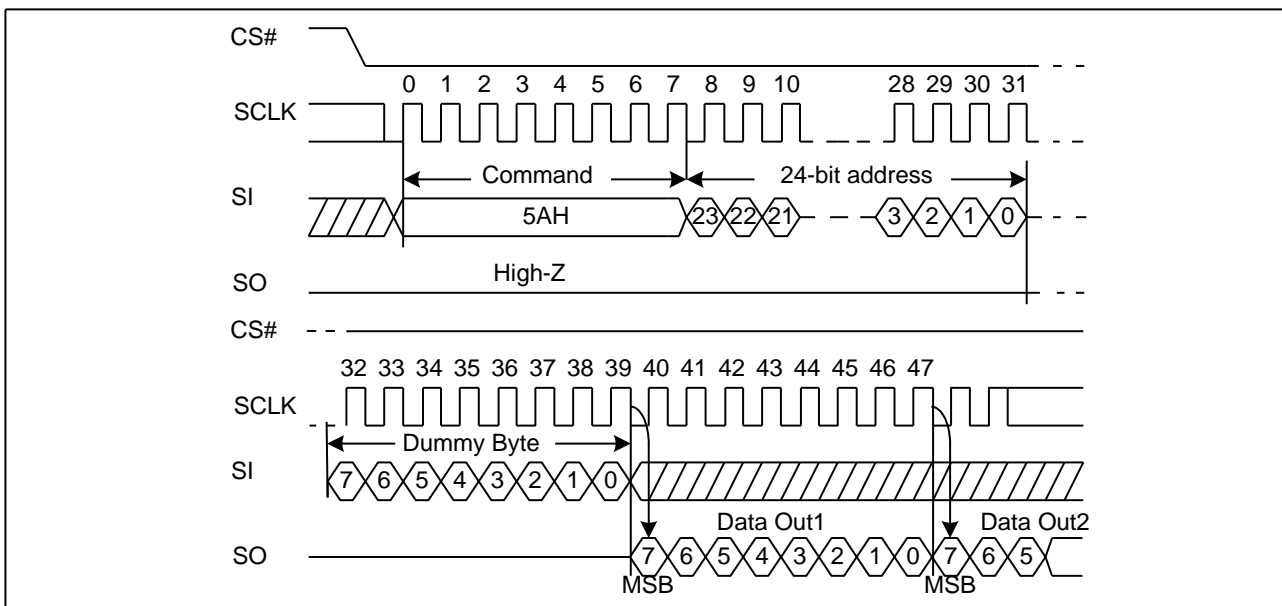 CS#
0 1 2 3 4 5 6 7 8 9 10 28 29 30 31
SCLK
Command 24-bit address
SI
5AH 23 22 21 3 2 1 0
High-Z
SO
CS#
32 33 34 35 36 37 38 39 40 41 42 43 44 45 46 47
SCLK
Dummy Byte
SI
7 6 5 4 3 2 1 0
Data Out1 Data Out2
SO
7 6 5 4 3 2 1 0 7 6 5
MSB MSB